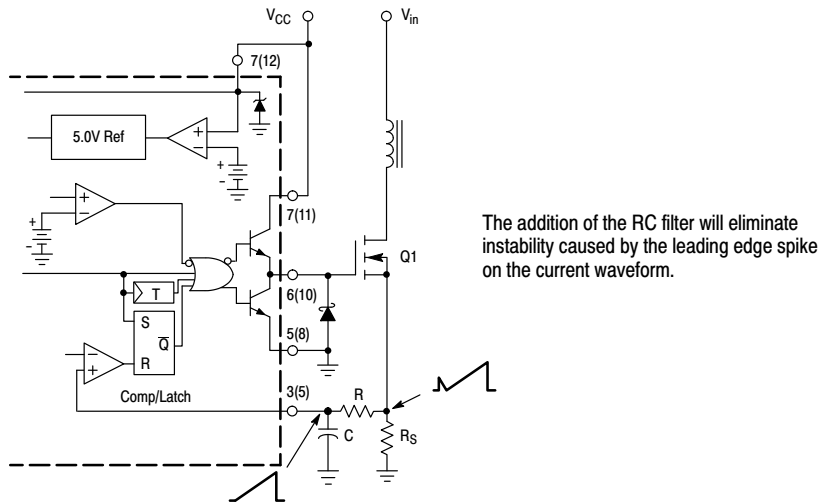 VCC
Vin
7(12)
5.0V Ref
+
–
+
–
7(11)
+
–
+
–
Q1
The addition of the RC filter will eliminate
instability caused by the leading edge spike
on the current waveform.
T
6(10)
S
Q
R
5(8)
–
+
Comp/Latch
3(5)
R
C
RS